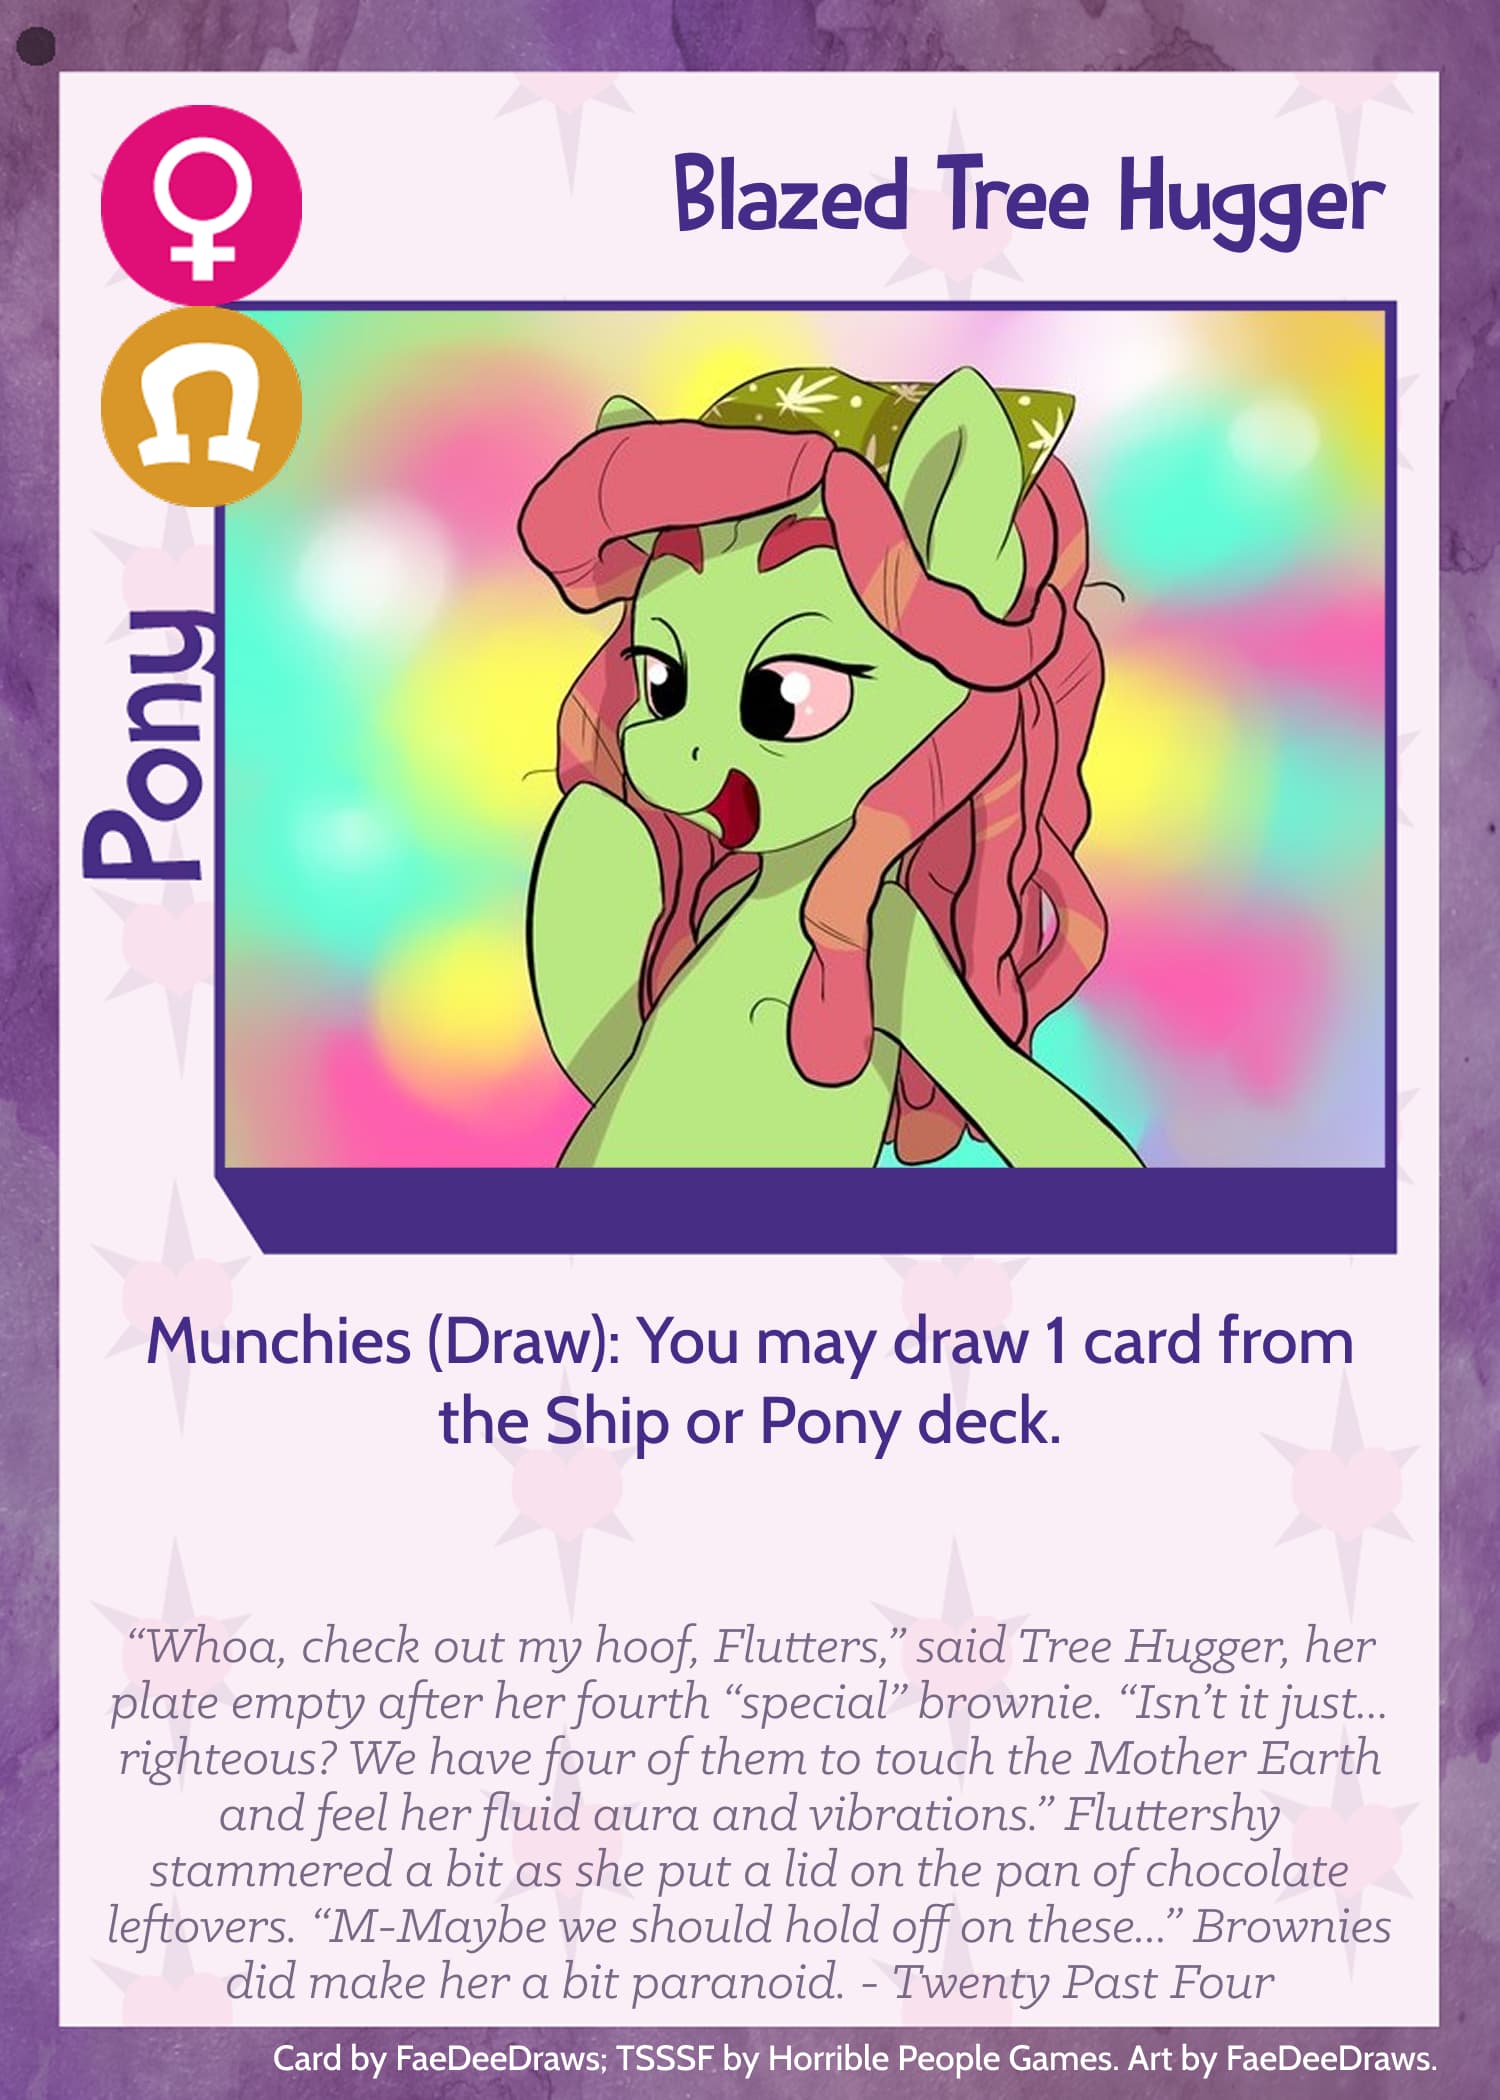 Blazed Tree Hugger
Pony
Munchies (Draw): You may draw 1 card from
the Ship or Pony deck.
“Whoa, check out my hoof, Flutters,” said Tree Hugger, her
plate empty after her fourth “special” brownie. “Isn’t it just...
righteous? We have four of them to touch the Mother Earth
and feel her fluid aura and vibrations.” Fluttershy
stammered a bit as she put a lid on the pan of chocolate
leftovers. “M-Maybe we should hold off on these...” Brownies
did make her a bit paranoid. - Twenty Past Four
Card by FaeDeeDraws; TSSSF by Horrible People Games. Art by FaeDeeDraws.